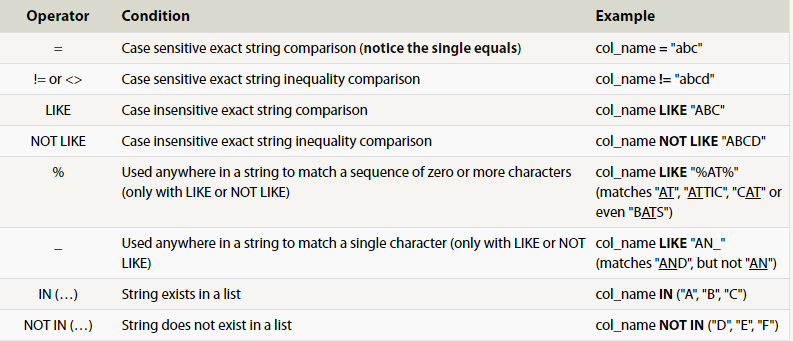 Operator Condition Example
= Case sensitive exact string comparison (notice the single equals) col_name = "abc"
!= or <> Case sensitive exact string inequality comparison col_name != "abcd"
LIKE Case insensitive exact string comparison col_name LIKE "ABC"
NOT LIKE Case insensitive exact string inequality comparison col_name NOT LIKE "ABCD"
% Used anywhere in a string to match a sequence of zero or more characters col_name LIKE "%AT%"
(only with LIKE or NOT LIKE) (matches "AT", "ATTIC", "CAT" or
even "BATS")
_ Used anywhere in a string to match a single character (only with LIKE or NOT col_name LIKE "AN_"
LIKE) (matches "AND", but not "AN")
IN (…) String exists in a list col_name IN ("A", "B", "C")
NOT IN (…) String does not exist in a list col_name NOT IN ("D", "E", "F")